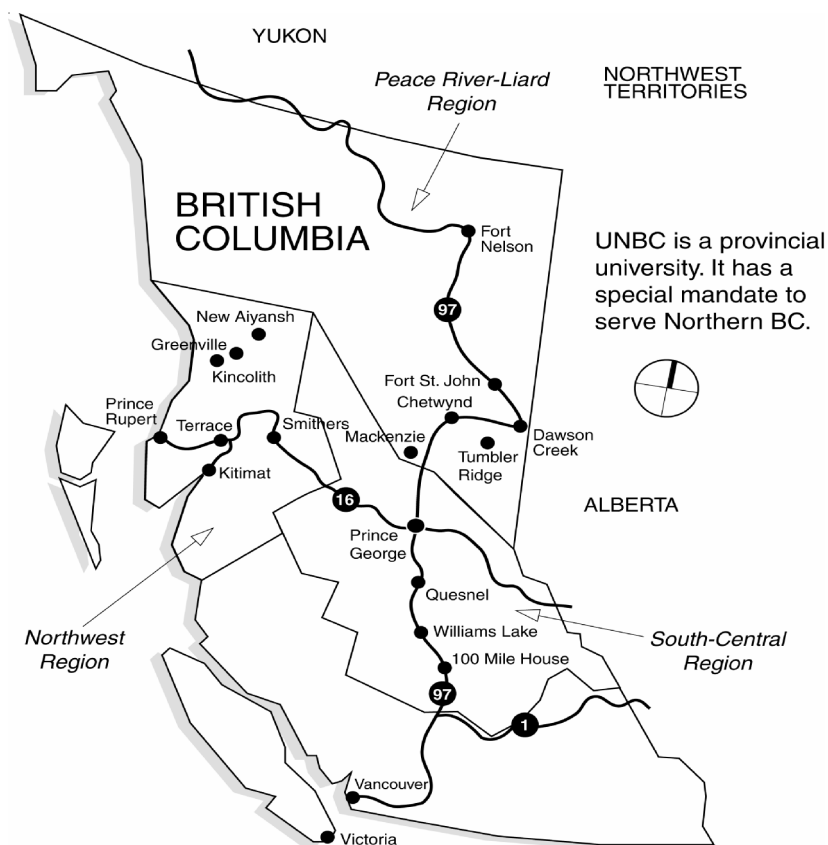 YUKON
NORTHWEST
TERRITORIES
Peace River-Liard
Region
BRITISH
COLUMBIA
Fort
Nelson
UNBC is a provincial
university. It has a
special mandate to
serve Northern BC.
97
New Aiyansh
Greenville
Kincolith
Fort St. John
Chetwynd
Prince
Rupert
Terrace
Smithers
Mackenzie
Dawson
Creek
Tumbler
Ridge
Kitimat
16
ALBERTA
Prince
George
Quesnel
Northwest
Region
Williams Lake
South-Central
Region
100 Mile House
97
1
Vancouver
Victoria